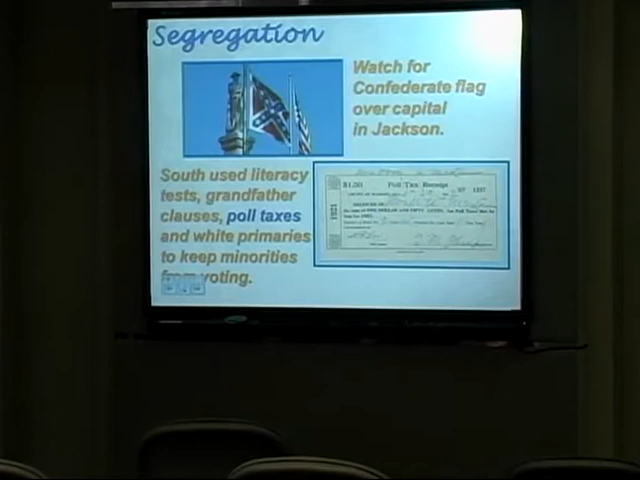 Segregation
Watch for
Confederate flag
over capital
in Jackson.
South used literacy
tests, grandfather
clauses, poll taxes
and white primaries
to keep minorities
from voting.
$1.50
Poll Tax Receipt